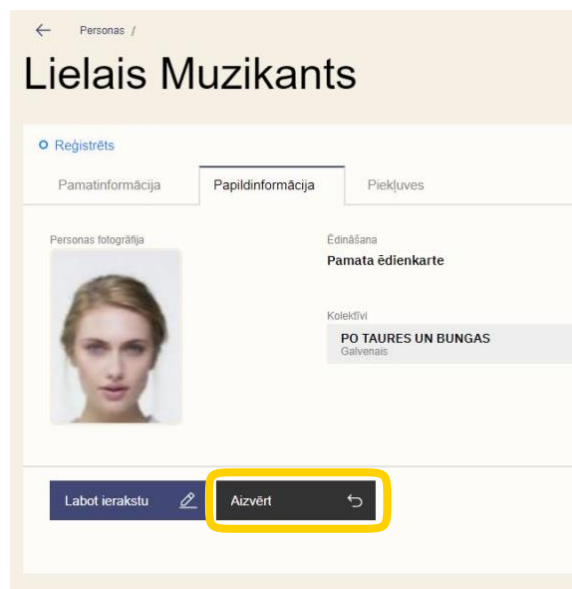 Personas /
Lielais Muzikants
Reģistrēts
Pamatinformācija Papildinformācija Piekļuves
Personas fotogrāfija
Ēdināšana
Pamata ēdienkarte
Kolektīvi
PO TAURES UN BUNGAS
Galvenais
Labot ierakstu Aizvērt